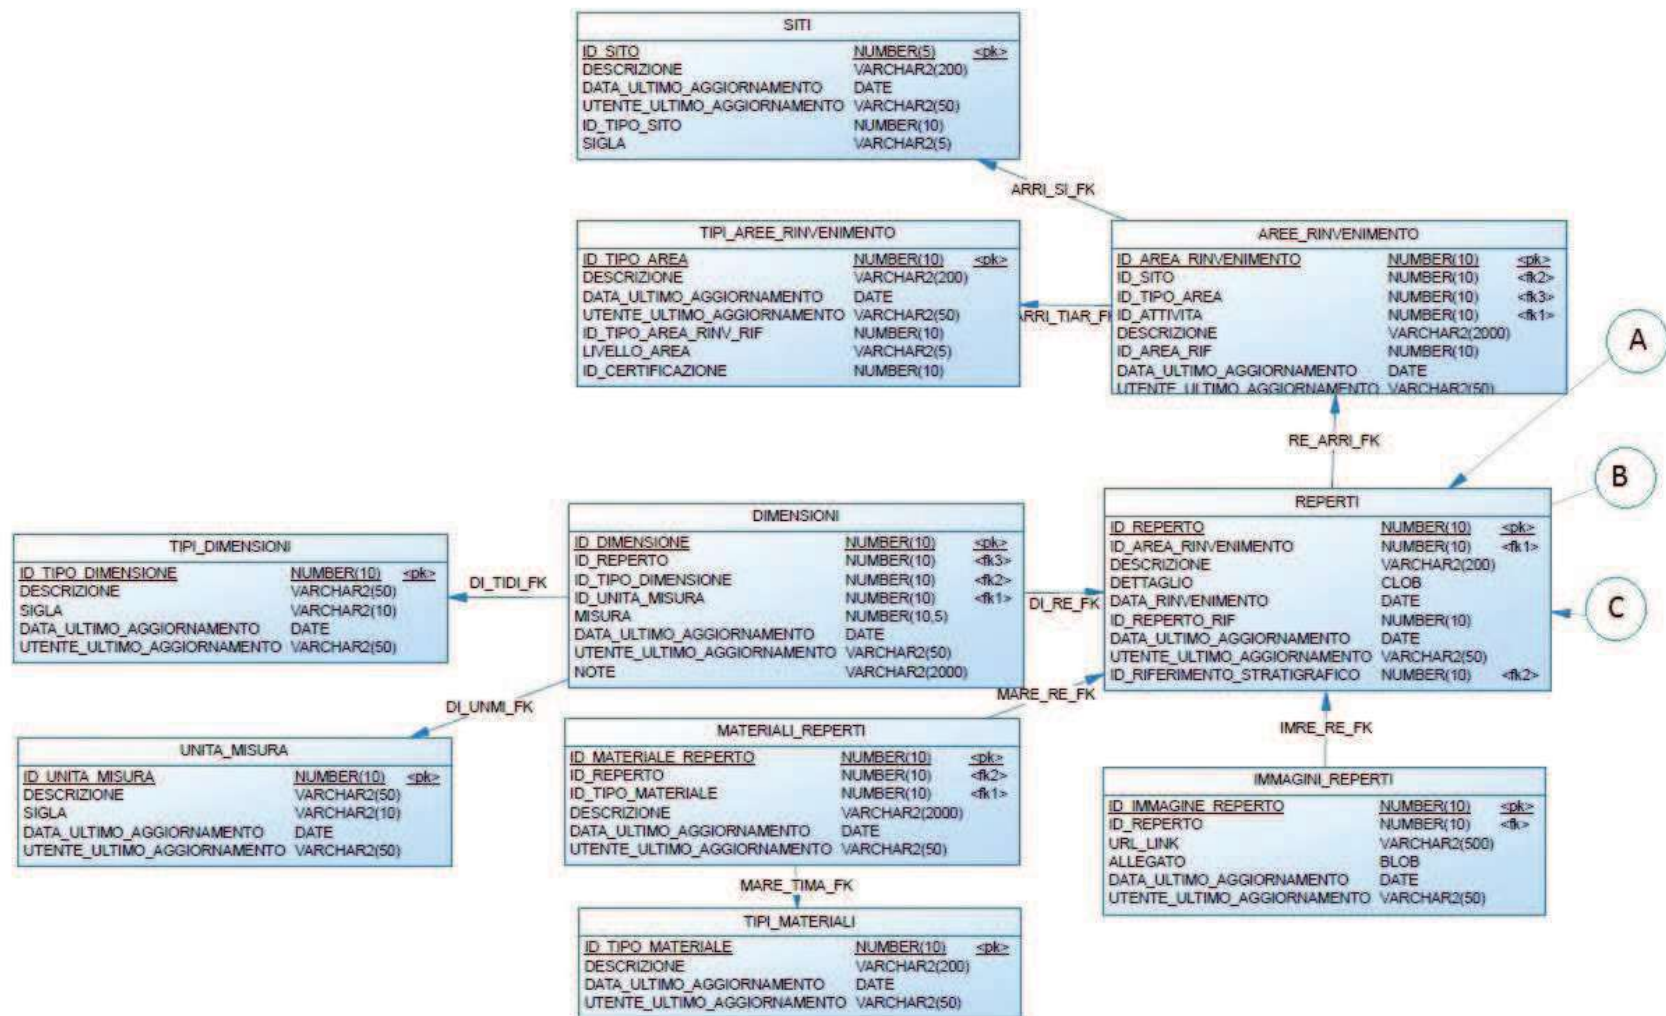 SITI
ID_SITO NUMBER(5) <pk>
DESCRIZIONE VARCHAR2(200)
DATA_ULTIMO_AGGIORNAMENTO DATE
UTENTE_ULTIMO_AGGIORNAMENTO VARCHAR2(50)
ID_TIPO_SITO NUMBER(10)
SIGLA VARCHAR2(5)
ARRI_SI_FK
TIPI_AREE_RINVENIMENTO
ID_TIPO_AREA NUMBER(10) <pk>
DESCRIZIONE VARCHAR2(200)
DATA_ULTIMO_AGGIORNAMENTO DATE
UTENTE_ULTIMO_AGGIORNAMENTO VARCHAR2(50)
ID_TIPO_AREA_RINV_RIF NUMBER(10)
LIVELLO_AREA VARCHAR2(5)
ID_CERTIFICAZIONE NUMBER(10)
ARRI_TIAR_FK
AREE_RINVENIMENTO
ID_AREA_RINVENIMENTO NUMBER(10) <pk>
ID_SITO NUMBER(10) <fk2>
ID_TIPO_AREA NUMBER(10) <fk3>
ID_ATTIVITA NUMBER(10) <fk1>
DESCRIZIONE VARCHAR2(2000)
ID_AREA_RIF NUMBER(10)
DATA_ULTIMO_AGGIORNAMENTO DATE
UTENTE_ULTIMO_AGGIORNAMENTO VARCHAR2(50)
A
RE_ARRI_FK
B
REPERTI
ID_REPERTO NUMBER(10) <pk>
ID_AREA_RINVENIMENTO NUMBER(10) <fk1>
DESCRIZIONE VARCHAR2(200)
DETTAGLIO CLOB
DATA_RINVENIMENTO DATE
ID_REPERTO_RIF NUMBER(10)
DATA_ULTIMO_AGGIORNAMENTO DATE
UTENTE_ULTIMO_AGGIORNAMENTO VARCHAR2(50)
ID_RIFERIMENTO_STRATIGRAFICO NUMBER(10) <fk2>
C
DIMENSIONI
ID_DIMENSIONE NUMBER(10) <pk>
ID_REPERTO NUMBER(10) <fk3>
ID_TIPO_DIMENSIONE NUMBER(10) <fk2>
ID_UNITA_MISURA NUMBER(10) <fk1>
MISURA NUMBER(10,5)
DATA_ULTIMO_AGGIORNAMENTO DATE
UTENTE_ULTIMO_AGGIORNAMENTO VARCHAR2(50)
NOTE VARCHAR2(2000)
DI_RE_FK
TIPI_DIMENSIONI
ID_TIPO_DIMENSIONE NUMBER(10) <pk>
DESCRIZIONE VARCHAR2(50)
SIGLA VARCHAR2(10)
DATA_ULTIMO_AGGIORNAMENTO DATE
UTENTE_ULTIMO_AGGIORNAMENTO VARCHAR2(50)
DI_TIDI_FK
DI_UNMI_FK
UNITA_MISURA
ID_UNITA_MISURA NUMBER(10) <pk>
DESCRIZIONE VARCHAR2(50)
SIGLA VARCHAR2(10)
DATA_ULTIMO_AGGIORNAMENTO DATE
UTENTE_ULTIMO_AGGIORNAMENTO VARCHAR2(50)
MARE_RE_FK
MATERIALI_REPERTI
ID_MATERIALE_REPERTO NUMBER(10) <pk>
ID_REPERTO NUMBER(10) <fk2>
ID_TIPO_MATERIALE NUMBER(10) <fk1>
DESCRIZIONE VARCHAR2(2000)
DATA_ULTIMO_AGGIORNAMENTO DATE
UTENTE_ULTIMO_AGGIORNAMENTO VARCHAR2(50)
IMRE_RE_FK
IMMAGINI_REPERTI
ID_IMMAGINE_REPERTO NUMBER(10) <pk>
ID_REPERTO NUMBER(10) <fk>
URL_LINK VARCHAR2(500)
ALLEGATO BLOB
DATA_ULTIMO_AGGIORNAMENTO DATE
UTENTE_ULTIMO_AGGIORNAMENTO VARCHAR2(50)
MARE_TIMA_FK
TIPI_MATERIALI
ID_TIPO_MATERIALE NUMBER(10) <pk>
DESCRIZIONE VARCHAR2(200)
DATA_ULTIMO_AGGIORNAMENTO DATE
UTENTE_ULTIMO_AGGIORNAMENTO VARCHAR2(50)